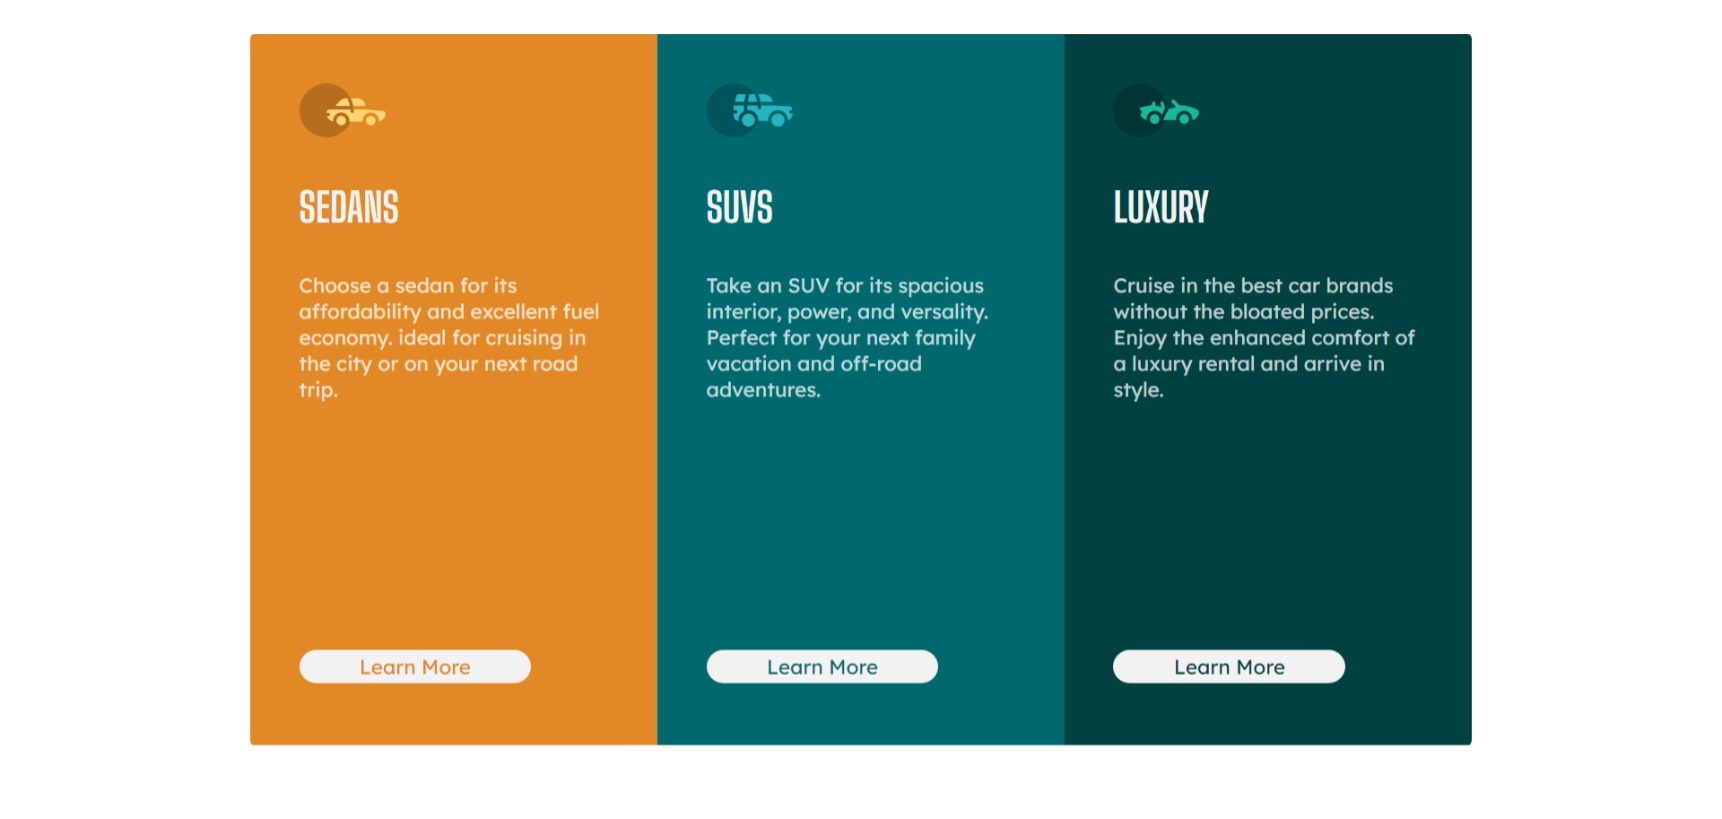 SEDANS
Choose a sedan for its
affordability and excellent fuel
economy. ideal for cruising in
the city or on your next road
trip.
Learn More
SUVS
Take an SUV for its spacious
interior, power, and versality.
Perfect for your next family
vacation and off-road
adventures.
Learn More
LUXURY
Cruise in the best car brands
without the bloated prices.
Enjoy the enhanced comfort of
a luxury rental and arrive in
style.
Learn More